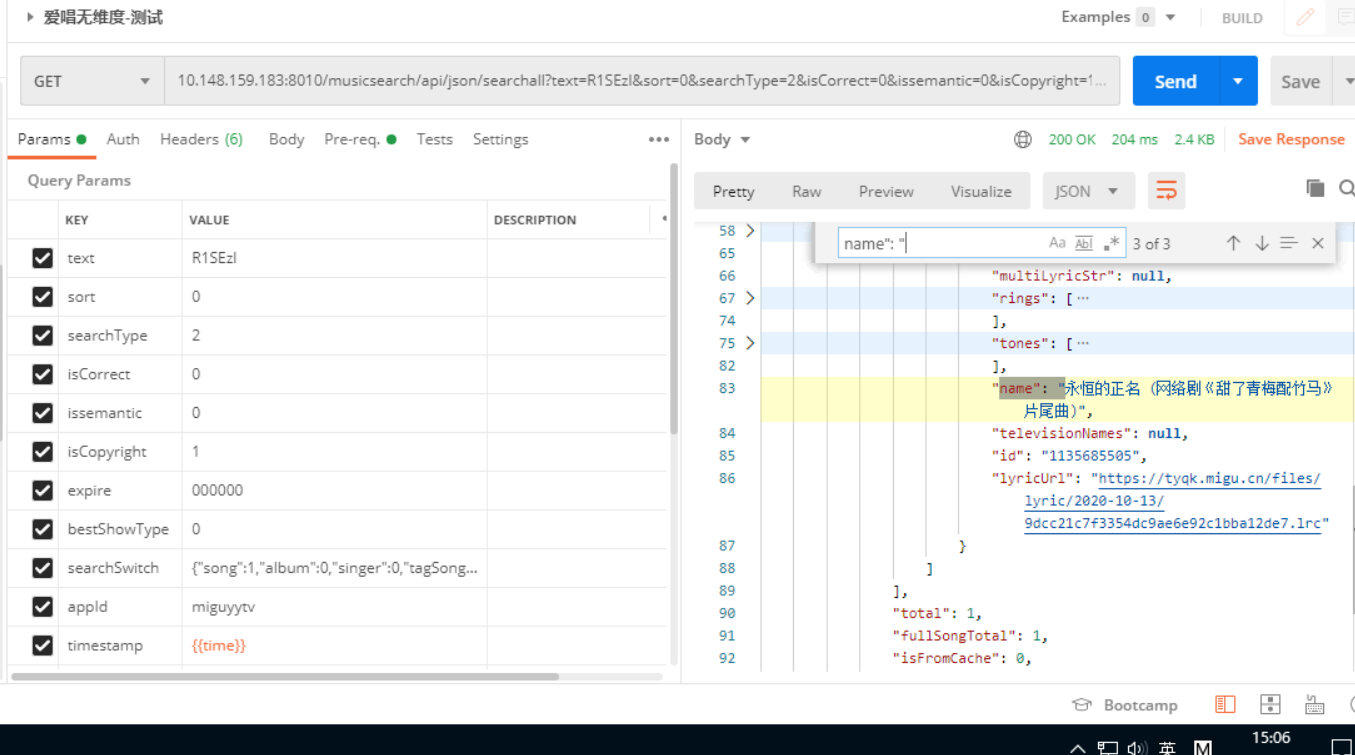 爱唱无维度-测试
Examples 0
BUILD
GET
10.148.159.183:8010/musicsearch/api/json/searchall?text=R1SEzI&sort=0&searchType=2&isCorrect=0&issemantic=0&isCopyright=1...
Send
Save
Params
Auth
Headers (6)
Body
Pre-req.
Tests
Settings
Body
200 OK
204 ms
2.4 KB
Save Response
Query Params
Pretty
Raw
Preview
Visualize
JSON
KEY
VALUE
DESCRIPTION
text
R1SEzI
sort
0
searchType
2
isCorrect
0
issemantic
0
isCopyright
1
expire
000000
bestShowType
0
searchSwitch
{"song":1,"album":0,"singer":0,"tagSong...
appId
miguyytv
timestamp
{{time}}
name": "
Aa Abl .*
3 of 3
58
65
66 "multiLyricStr": null,
67 "rings": [...
74 ],
75 "tones": [...
82 ],
83 "name": "永恒的正名（网络剧《甜了青梅配竹马》
片尾曲）",
84 "televisionNames": null,
85 "id": "1135685505",
86 "lyricUrl": "https://tyqk.migu.cn/files/
lyric/2020-10-13/
9dcc21c7f3354dc9ae6e92c1bba12de7.lrc"
87 }
88 ]
89 ],
90 "total": 1,
91 "fullSongTotal": 1,
92 "isFromCache": 0,
Bootcamp
英
M
15:06